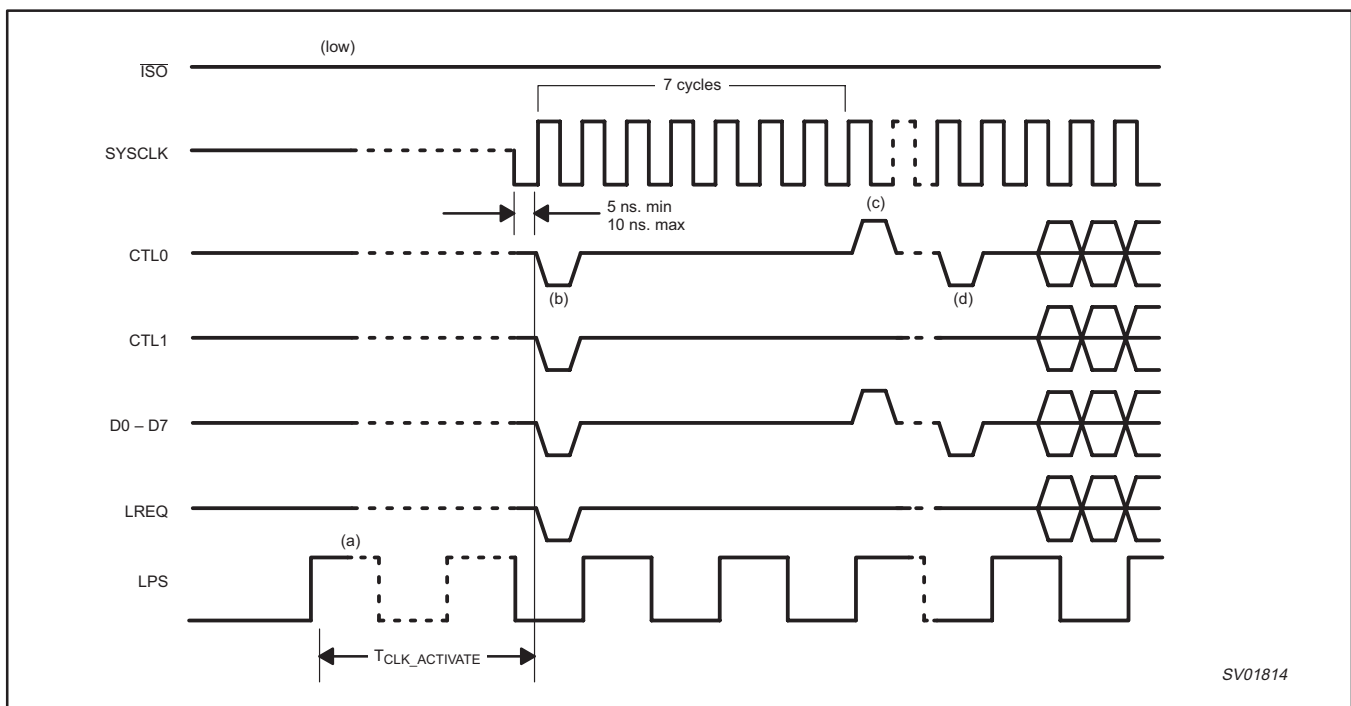 (low)
ISO
7 cycles
SYSCLK
5 ns. min
10 ns. max
(c)
CTL0
(b)
(d)
CTL1
D0 – D7
LREQ
(a)
LPS
TCLK_ACTIVATE
SV01814